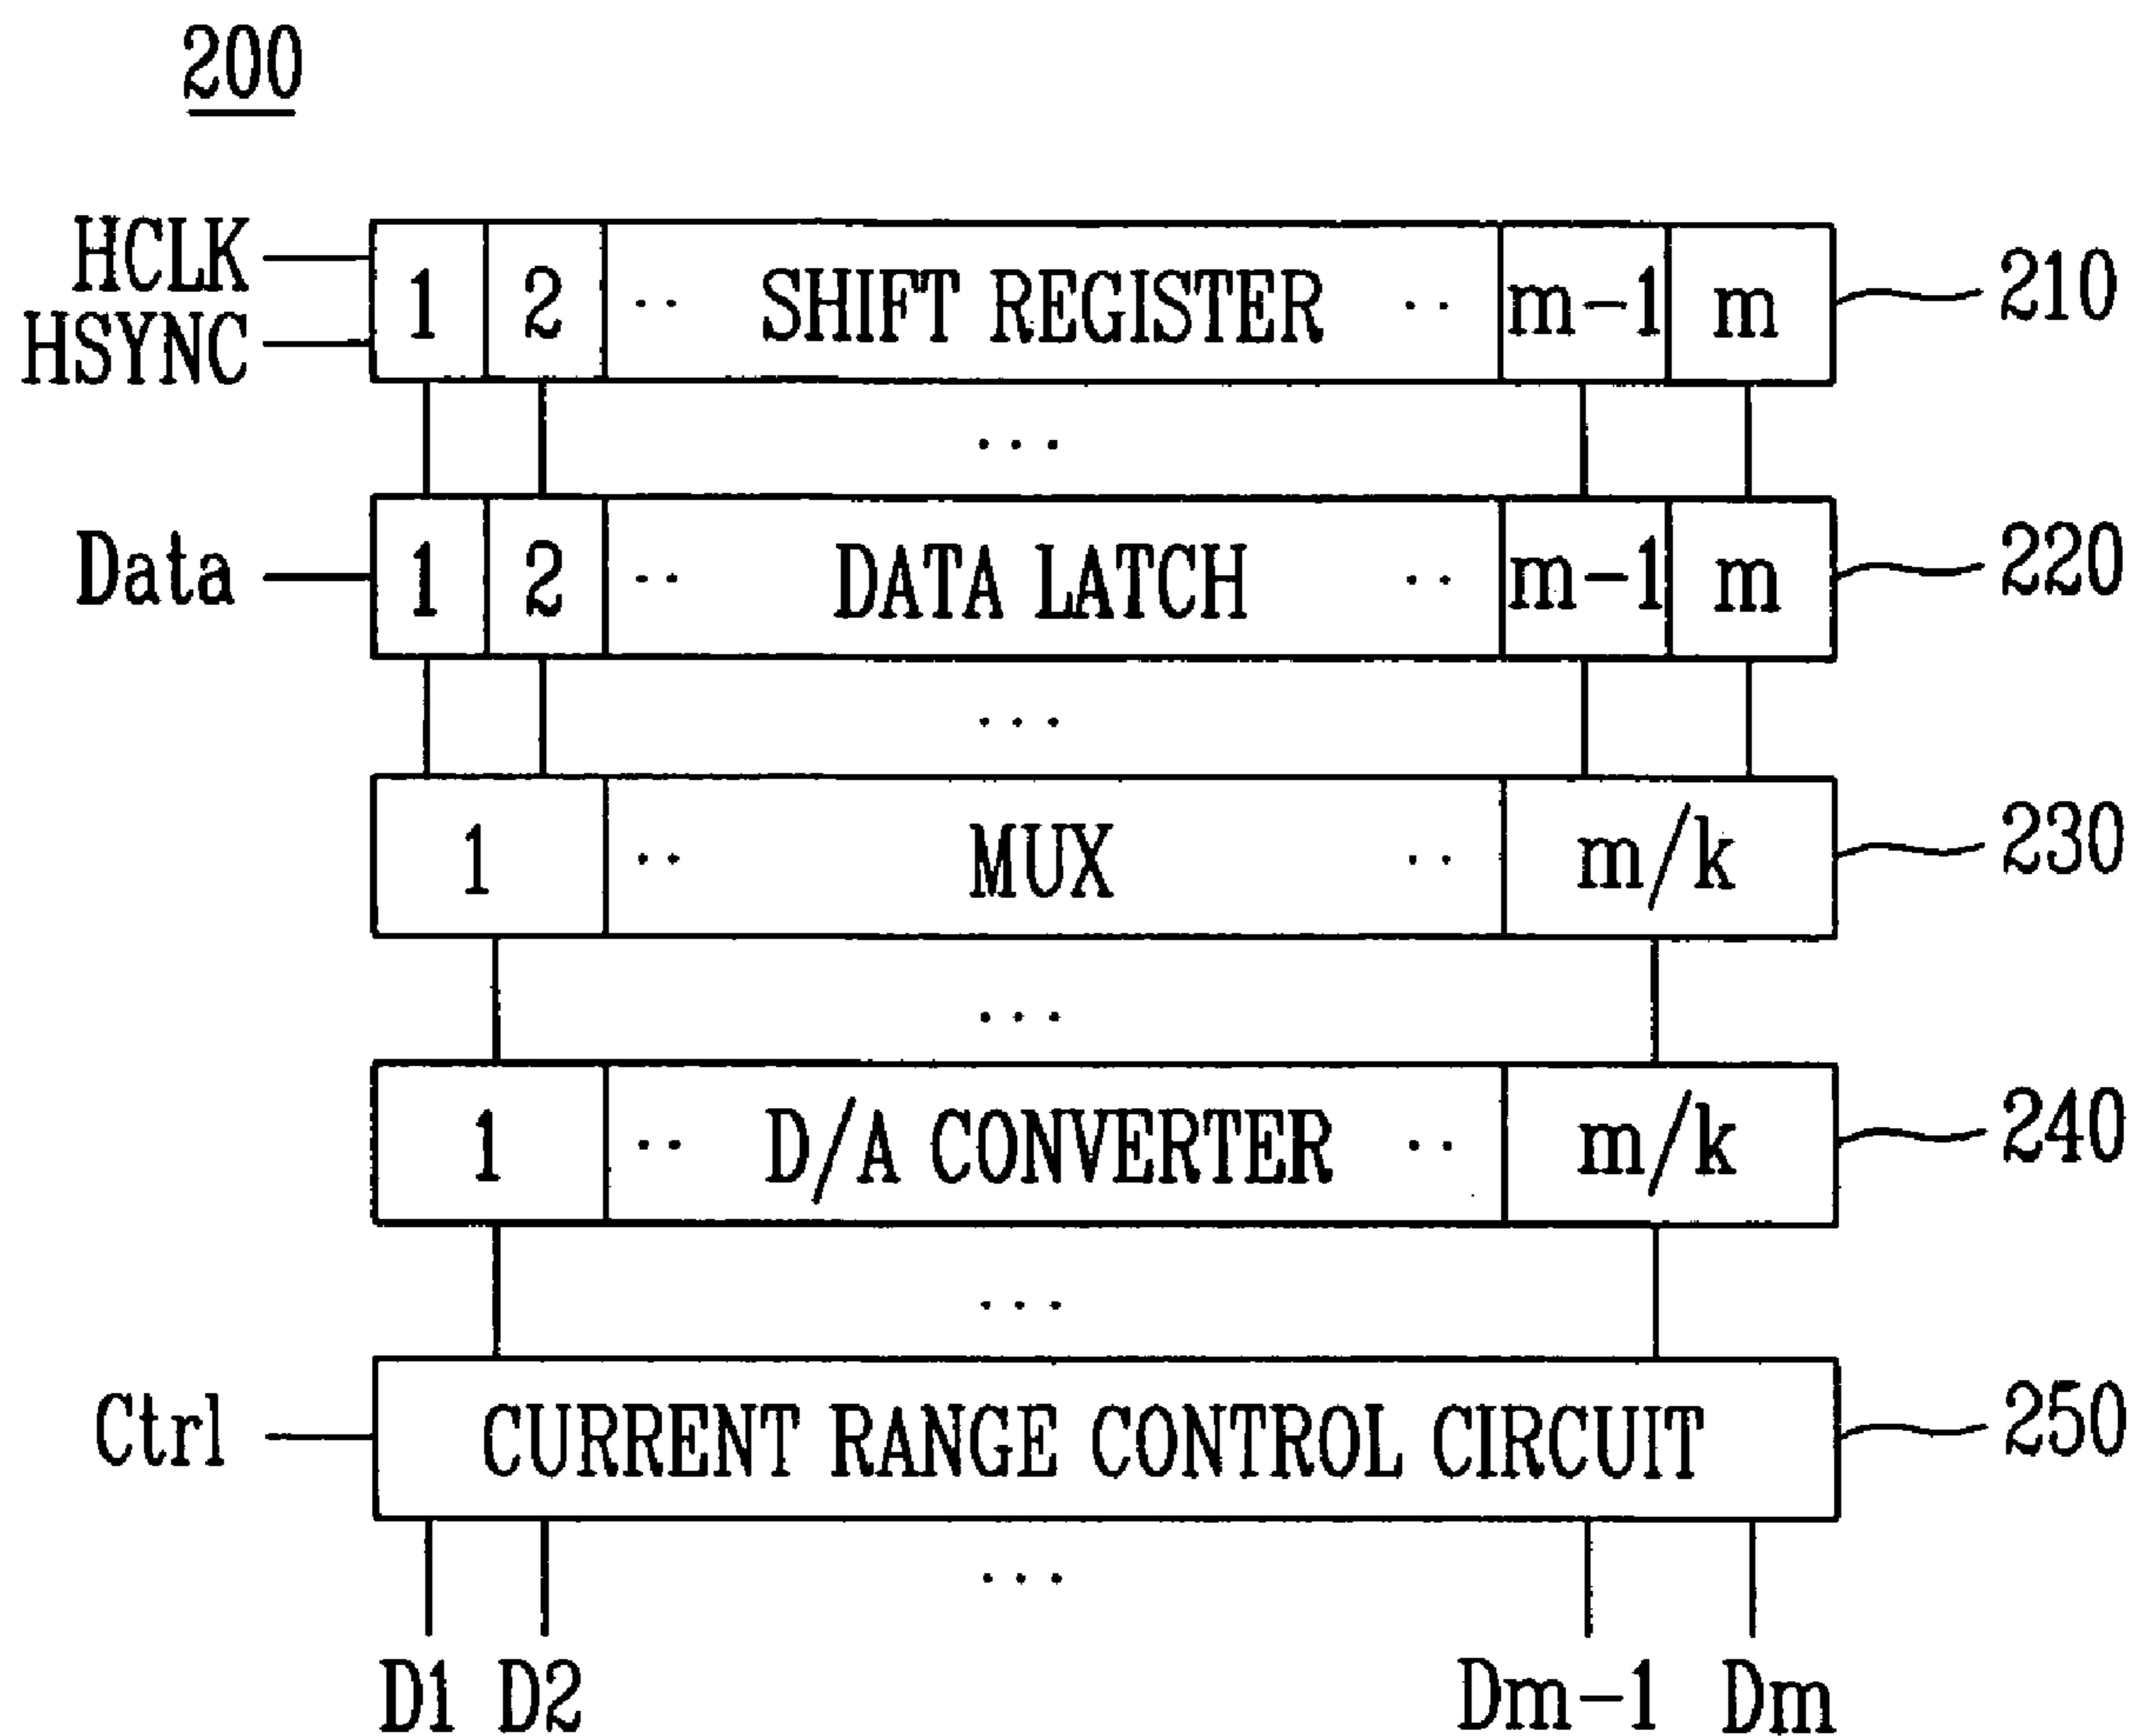 200
HCLK
HSYNC
1 2 ·· SHIFT REGISTER ·· m-1 m
210
...
Data
1 2 ·· DATA LATCH ·· m-1 m
220
...
1 ·· MUX ·· m/k
230
...
1 ·· D/A CONVERTER ·· m/k
240
...
Ctrl
CURRENT RANGE CONTROL CIRCUIT
250
...
D1 D2 Dm-1 Dm